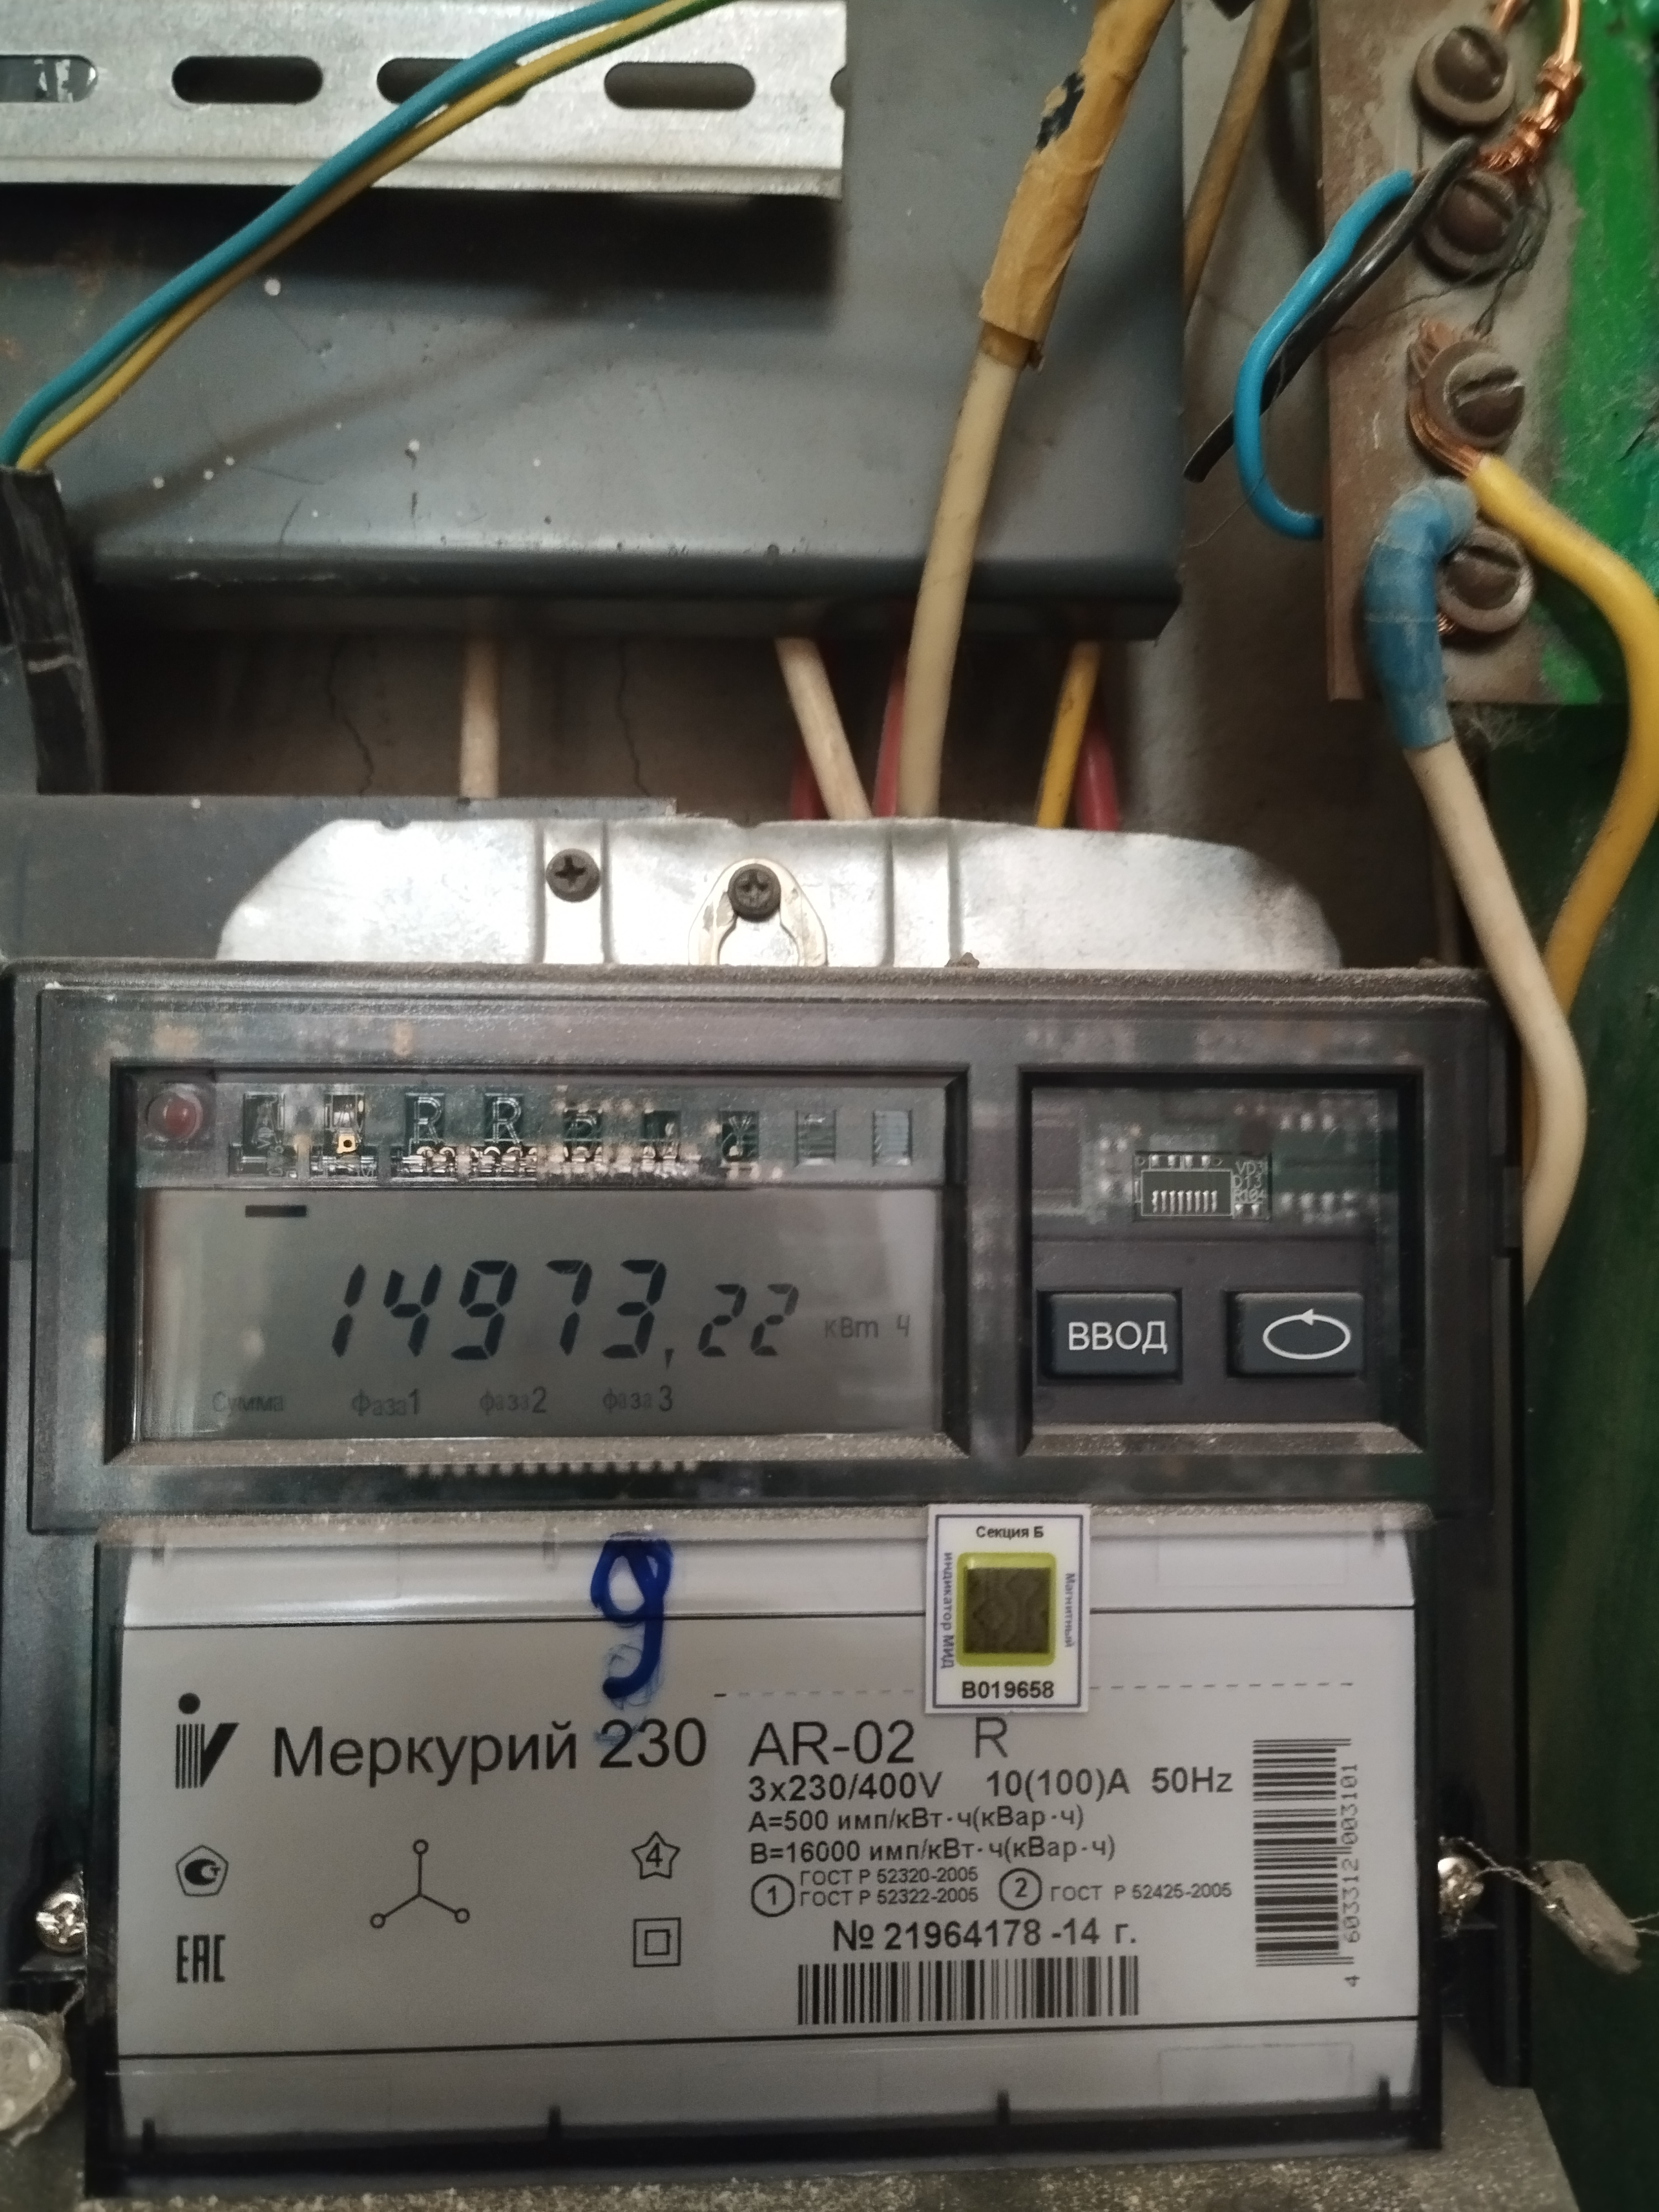 14973,22 кВт ч
Сумма фаза1 фаза2 фаза3
ВВОД
9
Секция Б
индикатор МИД
Магнитный
B019658
Меркурий 230 AR-02 R
3x230/400V 10(100)A 50Hz
A=500 имп/кВт·ч(кВар·ч)
B=16000 имп/кВт·ч(кВар·ч)
1 ГОСТ Р 52320-2005
ГОСТ Р 52322-2005
2 ГОСТ Р 52425-2005
№ 21964178 -14 г.
4
EAC
4 603312 003101